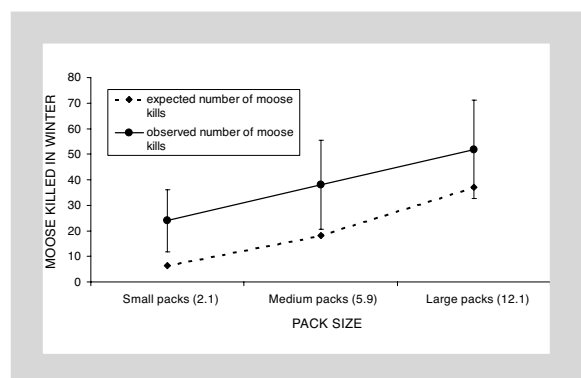 MOOSE KILLED IN WINTER
80
70
60
50
40
30
20
10
0
expected number of moose
kills
observed number of moose
kills
Small packs (2.1) Medium packs (5.9) Large packs (12.1)
PACK SIZE